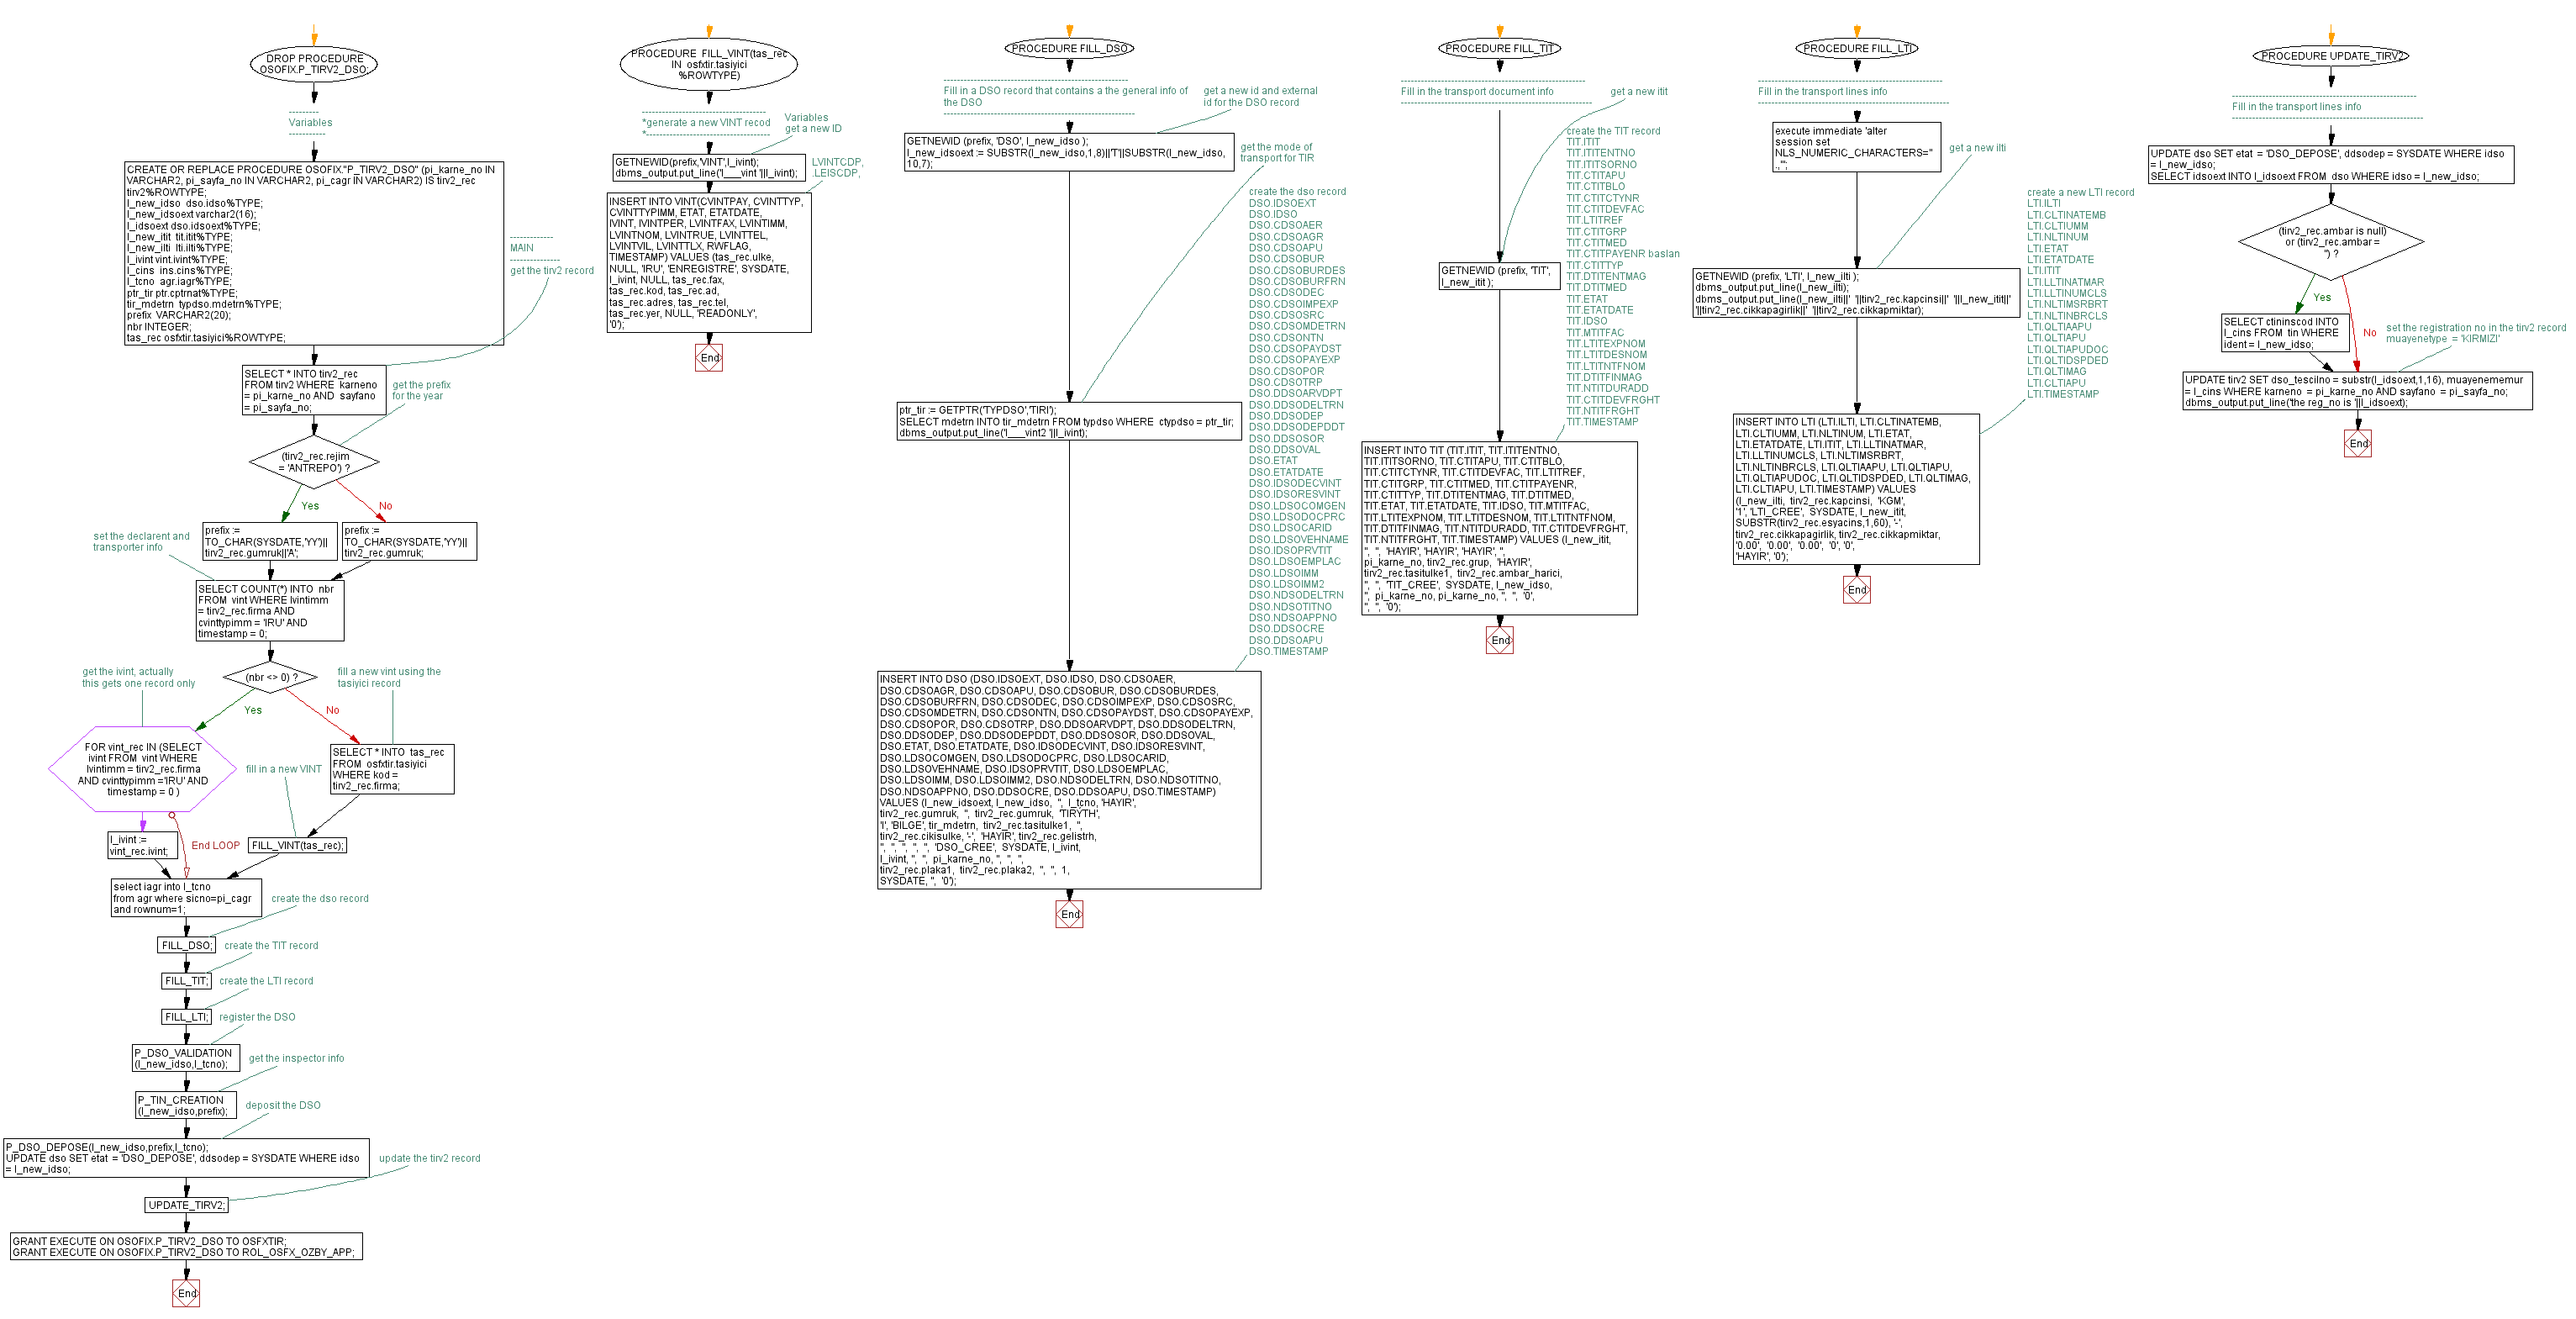 DROP PROCEDURE
OSOFIX.P_TIRV2_DSO;
-----------
Variables
-----------
CREATE OR REPLACE PROCEDURE OSOFIX."P_TIRV2_DSO" (pi_karne_no IN
VARCHAR2, pi_sayfa_no IN VARCHAR2, pi_cagr IN VARCHAR2) IS tirv2_rec
tirv2%ROWTYPE;
l_new_idso  dso.idso%TYPE;
l_new_idsoext varchar2(16);
l_idsoext dso.idsoext%TYPE;
l_new_itit  tit.itit%TYPE;
l_new_ilti  lti.ilti%TYPE;
l_ivint vint.ivint%TYPE;
l_cins  ins.cins%TYPE;
l_tcno  agr.iagr%TYPE;
ptr_tir ptr.cptrnat%TYPE;
tir_mdetrn  typdso.mdetrn%TYPE;
prefix  VARCHAR2(20);
nbr INTEGER;
tas_rec osfxtir.tasiyici%ROWTYPE;
-------------
MAIN
---------------
get the tirv2 record
SELECT * INTO tirv2_rec
FROM tirv2 WHERE  karneno
= pi_karne_no AND  sayfano
= pi_sayfa_no;
get the prefix
for the year
(tirv2_rec.rejim
= 'ANTREPO') ?
Yes
No
prefix :=
TO_CHAR(SYSDATE,'YY')||
tirv2_rec.gumruk||'A';
prefix :=
TO_CHAR(SYSDATE,'YY')||
tirv2_rec.gumruk;
set the declarent and
transporter info
SELECT COUNT(*) INTO  nbr
FROM  vint WHERE lvintimm
= tirv2_rec.firma AND
cvinttypimm = 'IRU' AND
timestamp = 0;
(nbr <> 0) ?
Yes
No
get the ivint, actually
this gets one record only
fill a new vint using the
tasiyici record
FOR vint_rec IN (SELECT
ivint FROM  vint WHERE
lvintimm = tirv2_rec.firma
AND cvinttypimm ='IRU' AND
timestamp = 0 )
SELECT * INTO  tas_rec
FROM  osfxtir.tasiyici
WHERE kod =
tirv2_rec.firma;
fill in a new VINT
l_ivint :=
vint_rec.ivint;
End LOOP
FILL_VINT(tas_rec);
select iagr into l_tcno
from agr where sicno=pi_cagr
and rownum=1;
create the dso record
FILL_DSO;
create the TIT record
FILL_TIT;
create the LTI record
FILL_LTI;
register the DSO
P_DSO_VALIDATION
(l_new_idso,l_tcno);
get the inspector info
P_TIN_CREATION
(l_new_idso,prefix);
deposit the DSO
P_DSO_DEPOSE(l_new_idso,prefix,l_tcno);
UPDATE dso SET etat  = 'DSO_DEPOSE', ddsodep = SYSDATE WHERE idso
= l_new_idso;
update the tirv2 record
UPDATE_TIRV2;
GRANT EXECUTE ON OSOFIX.P_TIRV2_DSO TO OSFXTIR;
GRANT EXECUTE ON OSOFIX.P_TIRV2_DSO TO ROL_OSFX_OZBY_APP;
End
PROCEDURE  FILL_VINT(tas_rec
IN  osfxtir.tasiyici
%ROWTYPE)
-------------------------------------
*generate a new VINT recod
*-------------------------------------
Variables
get a new ID
GETNEWID(prefix,'VINT',l_ivint);
dbms_output.put_line('l___vint '||l_ivint);
LVINTCDP,
.LEISCDP,
INSERT INTO VINT(CVINTPAY, CVINTTYP,
CVINTTYPIMM, ETAT, ETATDATE,
IVINT, IVINTPER, LVINTFAX, LVINTIMM,
LVINTNOM, LVINTRUE, LVINTTEL,
LVINTVIL, LVINTTLX, RWFLAG,
TIMESTAMP) VALUES (tas_rec.ulke,
NULL, 'IRU', 'ENREGISTRE', SYSDATE,
l_ivint, NULL, tas_rec.fax,
tas_rec.kod, tas_rec.ad,
tas_rec.adres, tas_rec.tel,
tas_rec.yer, NULL, 'READONLY',
'0');
End
PROCEDURE FILL_DSO
-------------------------------------------------------
Fill in a DSO record that contains a the general info of
the DSO
---------------------------------------------------------
get a new id and external
id for the DSO record
GETNEWID (prefix, 'DSO', l_new_idso );
l_new_idsoext := SUBSTR(l_new_idso,1,8)||'T'||SUBSTR(l_new_idso,
10,7);
get the mode of
transport for TIR
ptr_tir := GETPTR('TYPDSO','TIRI');
SELECT mdetrn INTO tir_mdetrn FROM typdso WHERE  ctypdso = ptr_tir;
dbms_output.put_line('l___vint2 '||l_ivint);
create the dso record
DSO.IDSOEXT
DSO.IDSO
DSO.CDSOAER
DSO.CDSOAGR
DSO.CDSOAPU
DSO.CDSOBUR
DSO.CDSOBURDES
DSO.CDSOBURFRN
DSO.CDSODEC
DSO.CDSOIMPEXP
DSO.CDSOSRC
DSO.CDSOMDETRN
DSO.CDSONTN
DSO.CDSOPAYDST
DSO.CDSOPAYEXP
DSO.CDSOPOR
DSO.CDSOTRP
DSO.DDSOARVDPT
DSO.DDSODELTRN
DSO.DDSODEP
DSO.DDSODEPDDT
DSO.DDSOSOR
DSO.DDSOVAL
DSO.ETAT
DSO.ETATDATE
DSO.IDSODECVINT
DSO.IDSORESVINT
DSO.LDSOCOMGEN
DSO.LDSODOCPRC
DSO.LDSOCARID
DSO.LDSOVEHNAME
DSO.IDSOPRVTIT
DSO.LDSOEMPLAC
DSO.LDSOIMM
DSO.LDSOIMM2
DSO.NDSODELTRN
DSO.NDSOTITNO
DSO.NDSOAPPNO
DSO.DDSOCRE
DSO.DDSOAPU
DSO.TIMESTAMP
INSERT INTO DSO (DSO.IDSOEXT, DSO.IDSO, DSO.CDSOAER,
DSO.CDSOAGR, DSO.CDSOAPU, DSO.CDSOBUR, DSO.CDSOBURDES,
DSO.CDSOBURFRN, DSO.CDSODEC, DSO.CDSOIMPEXP, DSO.CDSOSRC,
DSO.CDSOMDETRN, DSO.CDSONTN, DSO.CDSOPAYDST, DSO.CDSOPAYEXP,
DSO.CDSOPOR, DSO.CDSOTRP, DSO.DDSOARVDPT, DSO.DDSODELTRN,
DSO.DDSODEP, DSO.DDSODEPDDT, DSO.DDSOSOR, DSO.DDSOVAL,
DSO.ETAT, DSO.ETATDATE, DSO.IDSODECVINT, DSO.IDSORESVINT,
DSO.LDSOCOMGEN, DSO.LDSODOCPRC, DSO.LDSOCARID,
DSO.LDSOVEHNAME, DSO.IDSOPRVTIT, DSO.LDSOEMPLAC,
DSO.LDSOIMM, DSO.LDSOIMM2, DSO.NDSODELTRN, DSO.NDSOTITNO,
DSO.NDSOAPPNO, DSO.DDSOCRE, DSO.DDSOAPU, DSO.TIMESTAMP)
VALUES (l_new_idsoext, l_new_idso,  '',  l_tcno, 'HAYIR',
tirv2_rec.gumruk,  '',  tirv2_rec.gumruk,  'TIRYTH',
'I', 'BILGE', tir_mdetrn,  tirv2_rec.tasitulke1,  '',
tirv2_rec.cikisulke, '-',  'HAYIR', tirv2_rec.gelistrh,
'',  '',  '',  '',  '',  'DSO_CREE',  SYSDATE, l_ivint,
l_ivint, '',  '',  pi_karne_no, '',  '',  '',
tirv2_rec.plaka1,  tirv2_rec.plaka2,  '',  '',  1,
SYSDATE, '',  '0');
End
PROCEDURE FILL_TIT
-------------------------------------------------------
Fill in the transport document info
---------------------------------------------------------
get a new itit
GETNEWID (prefix, 'TIT',
l_new_itit );
create the TIT record
TIT.ITIT
TIT.ITITENTNO
TIT.ITITSORNO
TIT.CTITAPU
TIT.CTITBLO
TIT.CTITCTYNR
TIT.CTITDEVFAC
TIT.LTITREF
TIT.CTITGRP
TIT.CTITMED
TIT.CTITPAYENR baslan
TIT.CTITTYP
TIT.DTITENTMAG
TIT.DTITMED
TIT.ETAT
TIT.ETATDATE
TIT.IDSO
TIT.MTITFAC
TIT.LTITEXPNOM
TIT.LTITDESNOM
TIT.LTITNTFNOM
TIT.DTITFINMAG
TIT.NTITDURADD
TIT.CTITDEVFRGHT
TIT.NTITFRGHT
TIT.TIMESTAMP
INSERT INTO TIT (TIT.ITIT, TIT.ITITENTNO,
TIT.ITITSORNO, TIT.CTITAPU, TIT.CTITBLO,
TIT.CTITCTYNR, TIT.CTITDEVFAC, TIT.LTITREF,
TIT.CTITGRP, TIT.CTITMED, TIT.CTITPAYENR,
TIT.CTITTYP, TIT.DTITENTMAG, TIT.DTITMED,
TIT.ETAT, TIT.ETATDATE, TIT.IDSO, TIT.MTITFAC,
TIT.LTITEXPNOM, TIT.LTITDESNOM, TIT.LTITNTFNOM,
TIT.DTITFINMAG, TIT.NTITDURADD, TIT.CTITDEVFRGHT,
TIT.NTITFRGHT, TIT.TIMESTAMP) VALUES (l_new_itit,
'',  '',  'HAYIR', 'HAYIR', 'HAYIR', '',
pi_karne_no, tirv2_rec.grup,  'HAYIR',
tirv2_rec.tasitulke1,  tirv2_rec.ambar_harici,
'',  '',  'TIT_CREE',  SYSDATE, l_new_idso,
'',  pi_karne_no, pi_karne_no, '',  '',  '0',
'',  '',  '0');
End
PROCEDURE FILL_LTI
-------------------------------------------------------
Fill in the transport lines info
---------------------------------------------------------
execute immediate 'alter
session set
NLS_NUMERIC_CHARACTERS=''
.,''';
get a new ilti
GETNEWID (prefix, 'LTI', l_new_ilti );
dbms_output.put_line(l_new_ilti);
dbms_output.put_line(l_new_ilti||'  '||tirv2_rec.kapcinsi||'  '||l_new_itit||'
'||tirv2_rec.cikkapagirlik||'  '||tirv2_rec.cikkapmiktar);
create a new LTI record
LTI.ILTI
LTI.CLTINATEMB
LTI.CLTIUMM
LTI.NLTINUM
LTI.ETAT
LTI.ETATDATE
LTI.ITIT
LTI.LLTINATMAR
LTI.LLTINUMCLS
LTI.NLTIMSRBRT
LTI.NLTINBRCLS
LTI.QLTIAAPU
LTI.QLTIAPU
LTI.QLTIAPUDOC
LTI.QLTIDSPDED
LTI.QLTIMAG
LTI.CLTIAPU
LTI.TIMESTAMP
INSERT INTO LTI (LTI.ILTI, LTI.CLTINATEMB,
LTI.CLTIUMM, LTI.NLTINUM, LTI.ETAT,
LTI.ETATDATE, LTI.ITIT, LTI.LLTINATMAR,
LTI.LLTINUMCLS, LTI.NLTIMSRBRT,
LTI.NLTINBRCLS, LTI.QLTIAAPU, LTI.QLTIAPU,
LTI.QLTIAPUDOC, LTI.QLTIDSPDED, LTI.QLTIMAG,
LTI.CLTIAPU, LTI.TIMESTAMP) VALUES
(l_new_ilti,  tirv2_rec.kapcinsi,  'KGM',
'1', 'LTI_CREE',  SYSDATE, l_new_itit,
SUBSTR(tirv2_rec.esyacins,1,60), '-',
tirv2_rec.cikkapagirlik, tirv2_rec.cikkapmiktar,
'0.00',  '0.00',  '0.00',  '0', '0',
'HAYIR', '0');
End
PROCEDURE UPDATE_TIRV2
-------------------------------------------------------
Fill in the transport lines info
---------------------------------------------------------
UPDATE dso SET etat  = 'DSO_DEPOSE', ddsodep = SYSDATE WHERE idso
= l_new_idso;
SELECT idsoext INTO l_idsoext FROM  dso WHERE idso = l_new_idso;
(tirv2_rec.ambar is null)
or (tirv2_rec.ambar =
'') ?
Yes
No
SELECT ctininscod INTO
l_cins FROM  tin WHERE
ident = l_new_idso;
set the registration no in the tirv2 record
muayenetype  = 'KIRMIZI'
UPDATE tirv2 SET dso_tescilno = substr(l_idsoext,1,16), muayenememur
= l_cins WHERE karneno  = pi_karne_no AND sayfano  = pi_sayfa_no;
dbms_output.put_line('the reg_no is '||l_idsoext);
End